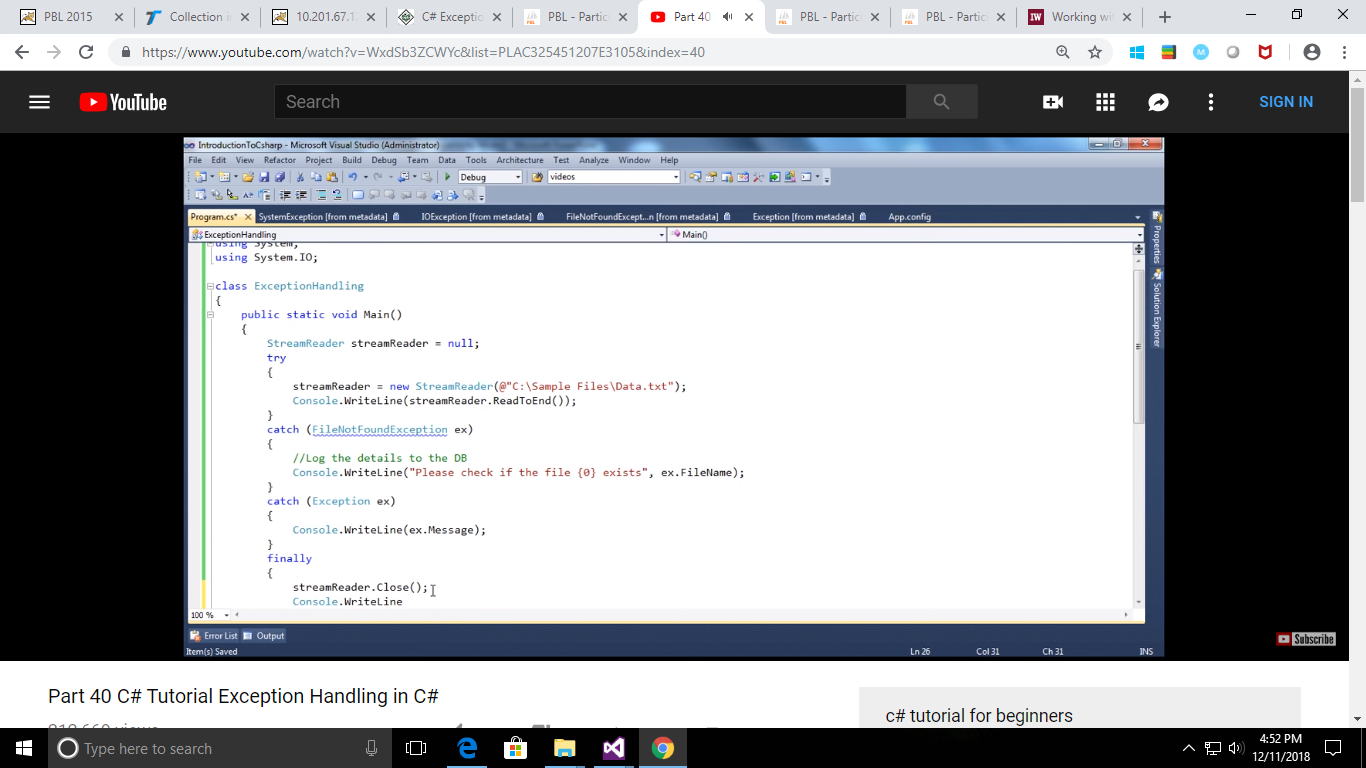 PBL 2015
Collection in
10.201.67.1
C# Exceptio
PBL - Partic
Part 40
PBL - Partic
PBL - Partic
Working wi
https://www.youtube.com/watch?v=WxdSb3ZCWYc&list=PLAC325451207E3105&index=40
YouTube
Search
SIGN IN
IntroductionToCsharp - Microsoft Visual Studio (Administrator)
File Edit View Refactor Project Build Debug Team Data Tools Architecture Test Analyze Window Help
Debug videos
Program.cs* SystemException [from metadata] IOException [from metadata] FileNotFoundExcept...n [from metadata] Exception [from metadata] App.config
ExceptionHandling Main()
Properties
Solution Explorer
using System;
using System.IO;
class ExceptionHandling
{
public static void Main()
{
StreamReader streamReader = null;
try
{
streamReader = new StreamReader(@"C:\Sample Files\Data.txt");
Console.WriteLine(streamReader.ReadToEnd());
}
catch (FileNotFoundException ex)
{
//Log the details to the DB
Console.WriteLine("Please check if the file {0} exists", ex.FileName);
}
catch (Exception ex)
{
Console.WriteLine(ex.Message);
}
finally
{
streamReader.Close();
Console.WriteLine
100 %
Error List Output
Item(s) Saved Ln 26 Col 31 Ch 31 INS
Subscribe
Part 40 C# Tutorial Exception Handling in C#
c# tutorial for beginners
Type here to search
4:52 PM
12/11/2018